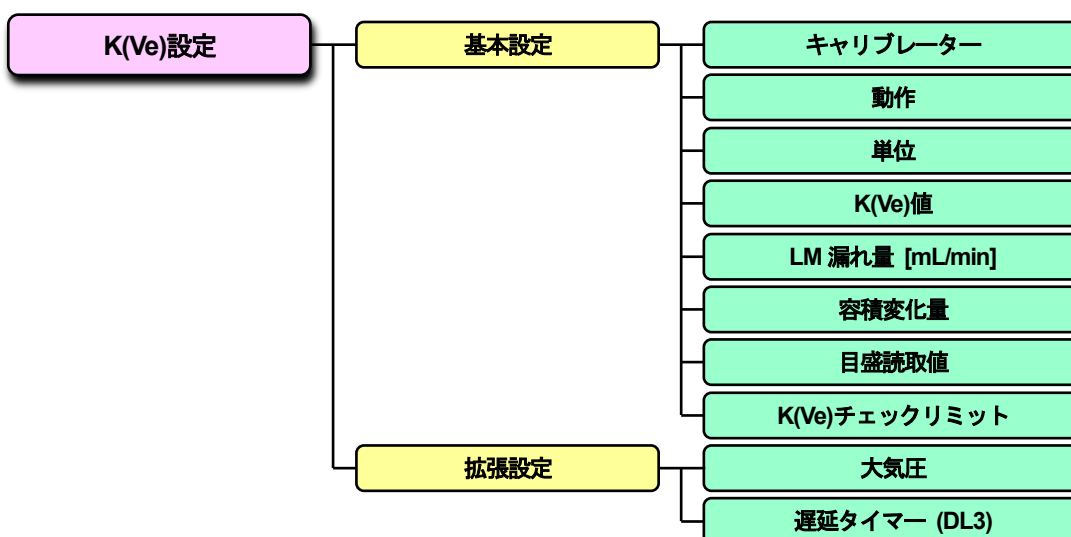 K(Ve)設定
基本設定
キャリブレーター
動作
単位
K(Ve)値
LM 漏れ量 [mL/min]
容積変化量
目盛読取値
K(Ve)チェックリミット
拡張設定
大気圧
遅延タイマー (DL3)